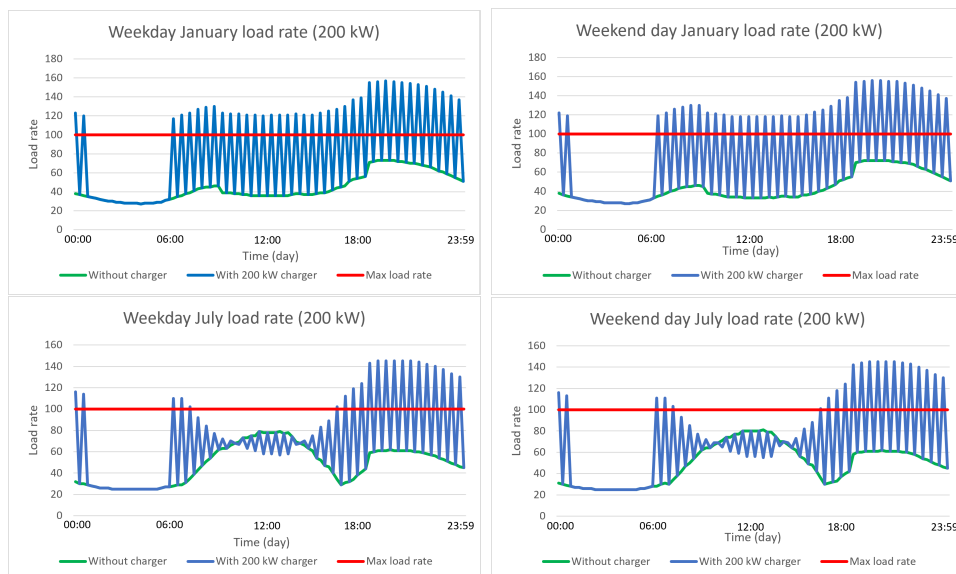 Weekday January load rate (200 kW)
180
160
140
120
100
80
60
40
20
0
Load rate
00:00 06:00 12:00 18:00 23:59
Time (day)
Without charger With 200 kW charger Max load rate
Weekend day January load rate (200 kW)
180
160
140
120
100
80
60
40
20
0
Load rate
00:00 06:00 12:00 18:00 23:59
Time (day)
Without charger With 200 kW charger Max load rate
Weekday July load rate (200 kW)
160
140
120
100
80
60
40
20
0
Load rate
00:00 06:00 12:00 18:00 23:59
Time (day)
Without charger With 200 kW charger Max load rate
Weekend day July load rate (200 kW)
160
140
120
100
80
60
40
20
0
Load rate
00:00 06:00 12:00 18:00 23:59
Time (day)
Without charger With 200 kW charger Max load rate